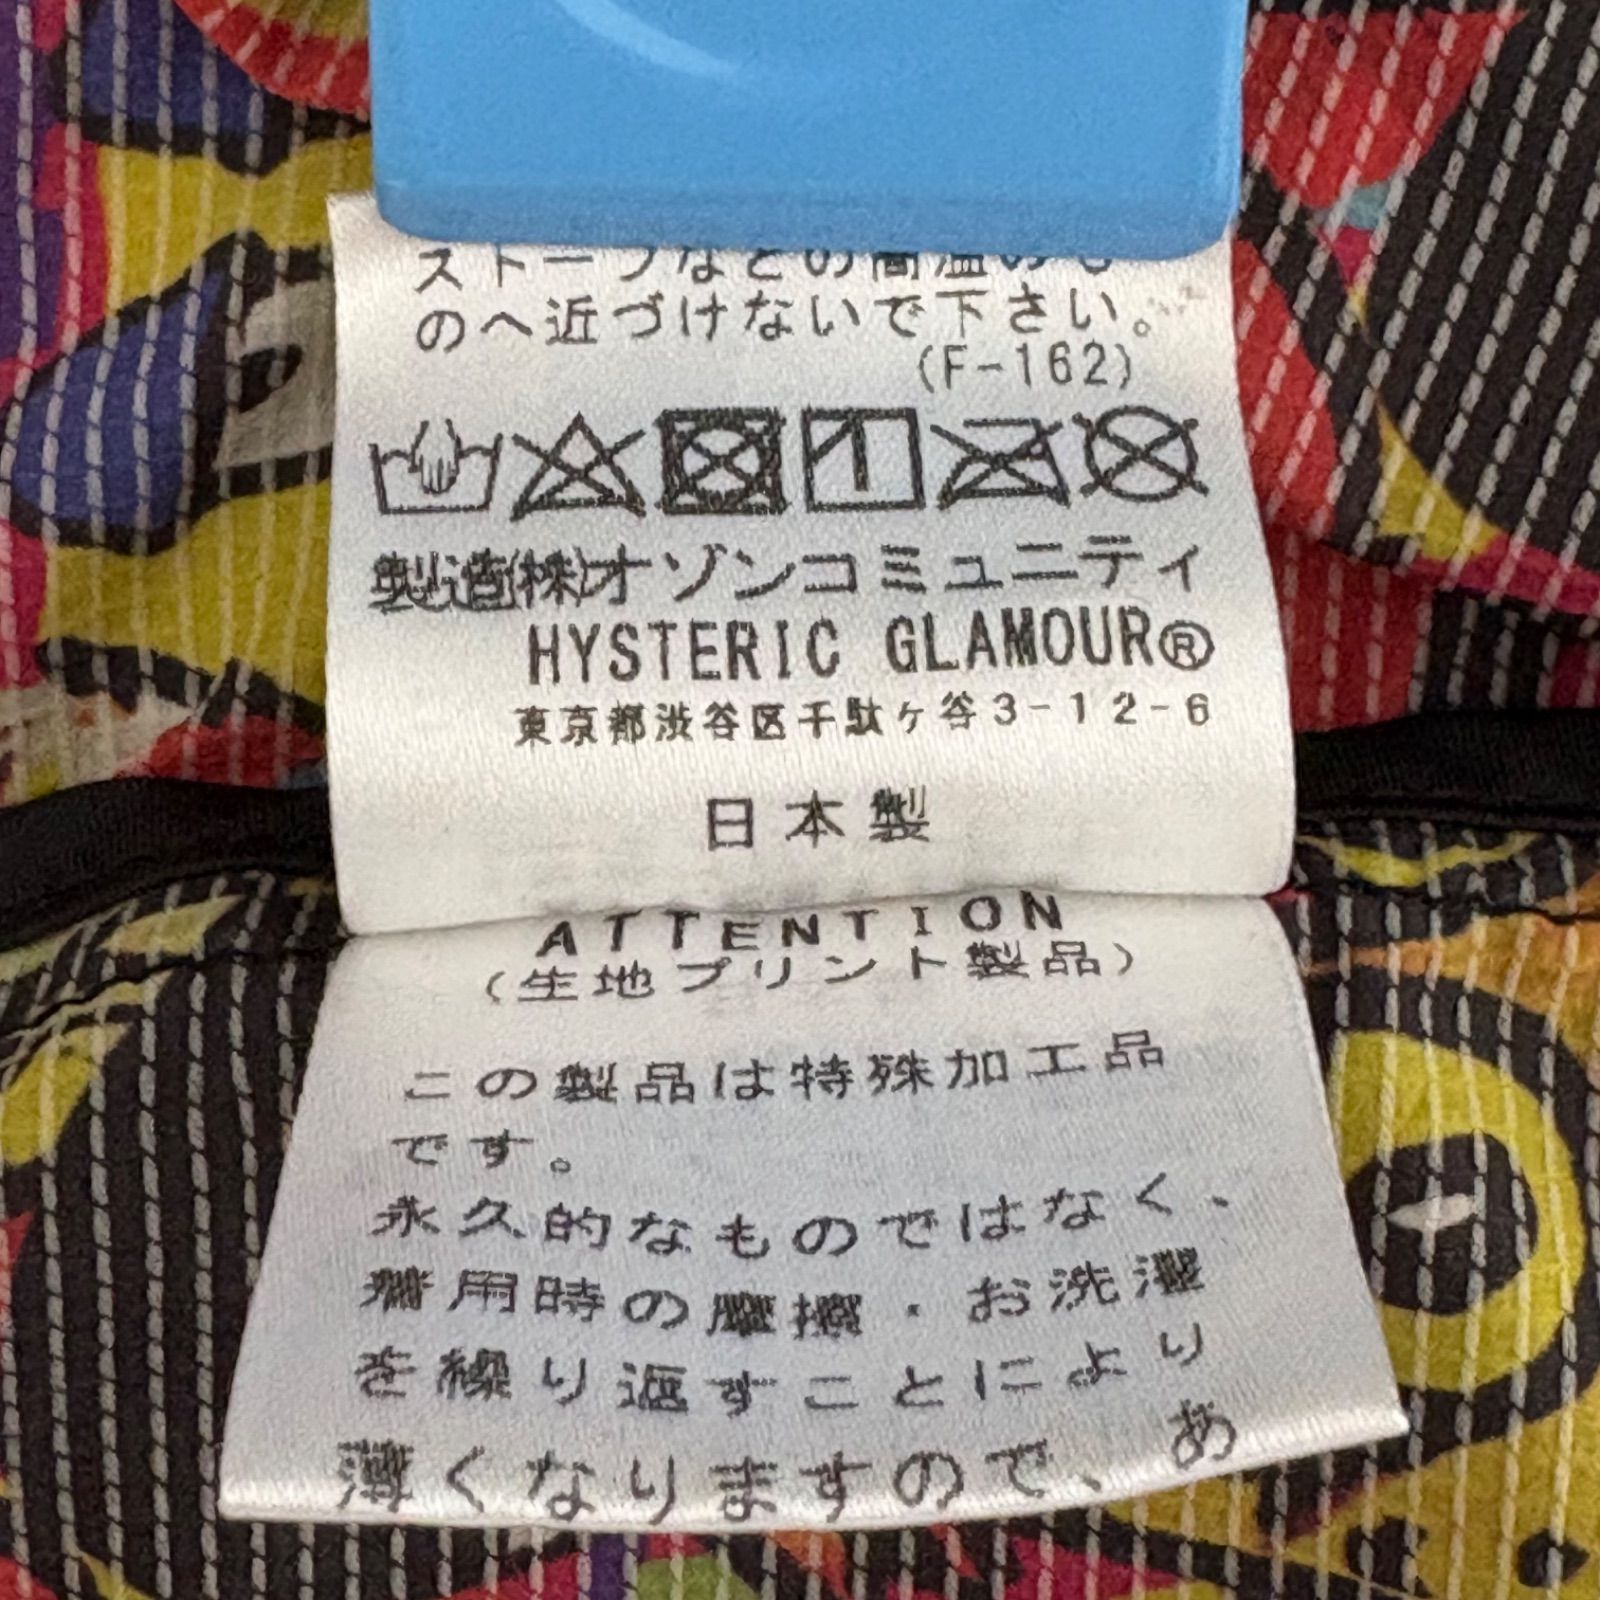 ストーブなどの高温のも
のへ近づけないで下さい。
(F-162)
製造(株)オゾンコミュニティ
HYSTERIC GLAMOUR®
東京都渋谷区千駄ケ谷3-12-6
日本製
ATTENTION
(生地プリント製品)
この製品は特殊加工品
です。
永久的なものではなく、
着用時の摩擦・お洗濯
を繰り返すことにより
薄くなりますので、あ